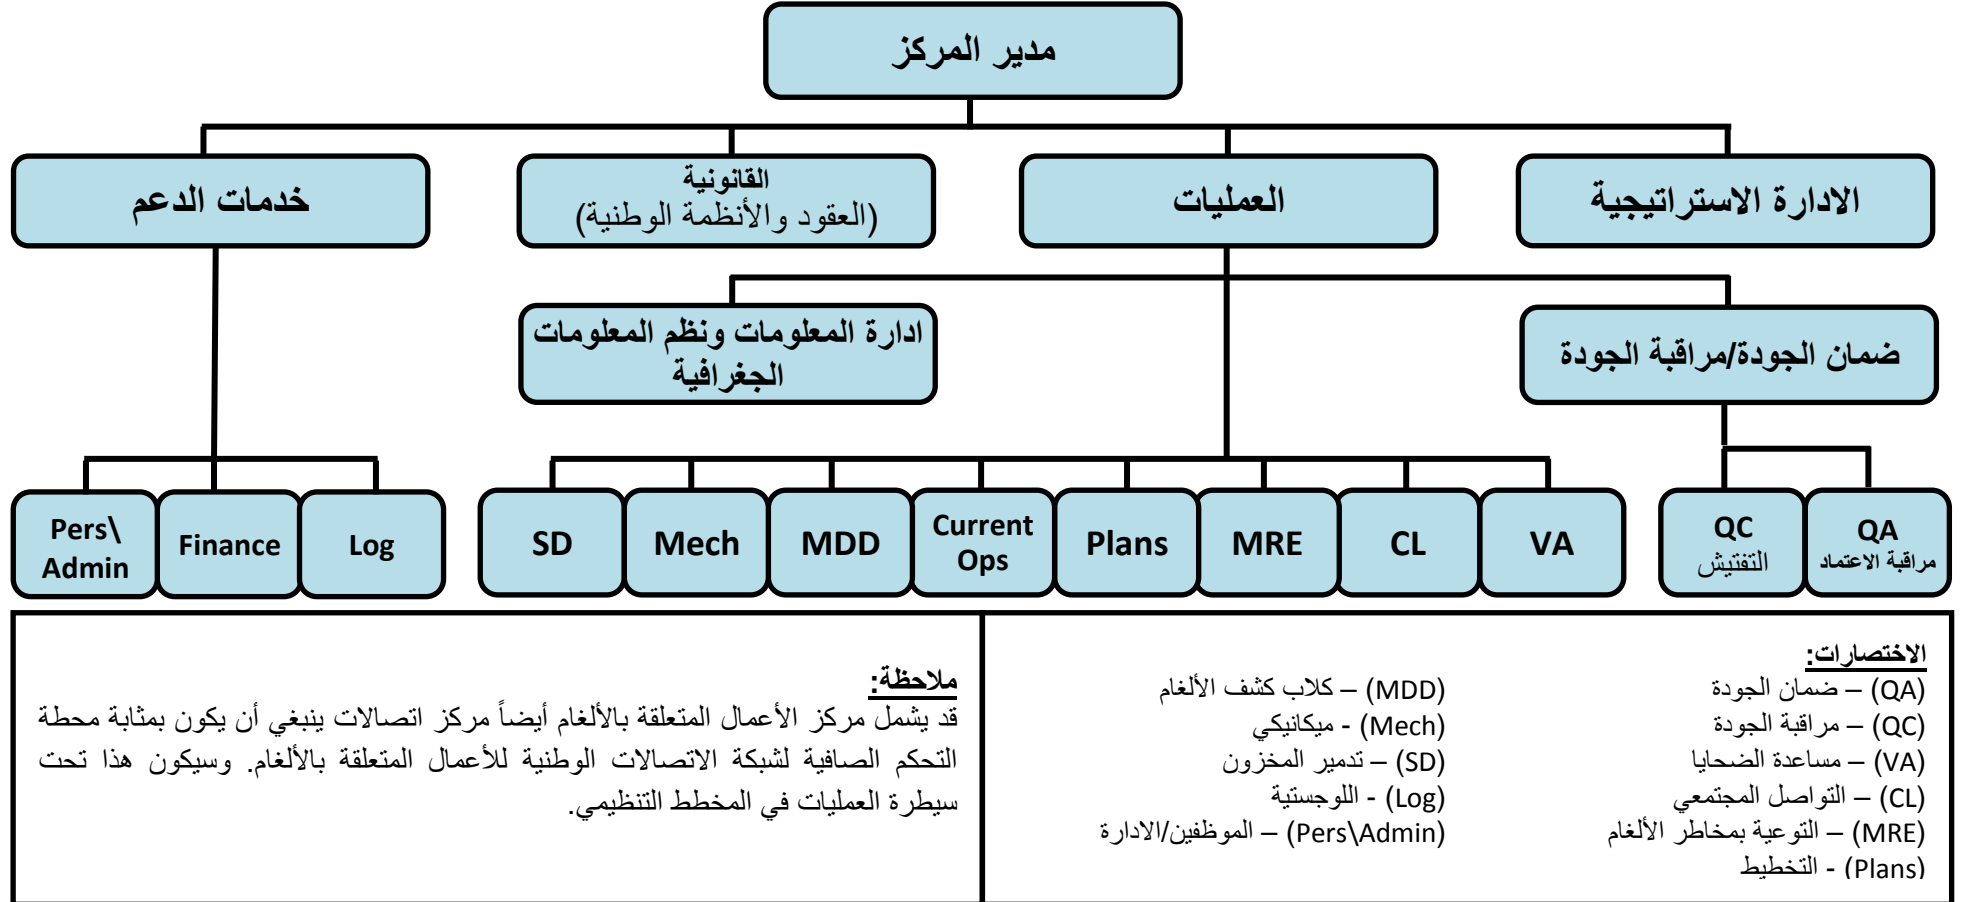 مدير المركز
الادارة الاستراتيجية
العمليات
القانونية
(العقود والأنظمة الوطنية)
خدمات الدعم
ضمان الجودة/مراقبة الجودة
ادارة المعلومات ونظم المعلومات
الجغرافية
QA
مراقبة الاعتماد
QC
التفتيش
VA
CL
MRE
Plans
Current
Ops
MDD
Mech
SD
Log
Finance
Pers\
Admin
الاختصارات:
(QA) – ضمان الجودة
(QC) – مراقبة الجودة
(VA) – مساعدة الضحايا
(CL) – التواصل المجتمعي
(MRE) – التوعية بمخاطر الألغام
(Plans) - التخطيط
(MDD) – كلاب كشف الألغام
(Mech) - ميكانيكي
(SD) – تدمير المخزون
(Log) - اللوجستية
(Pers\Admin) – الموظفين/الادارة
ملاحظة:
قد يشمل مركز الأعمال المتعلقة بالألغام أيضاً مركز اتصالات ينبغي أن يكون بمثابة محطة
التحكم الصافية لشبكة الاتصالات الوطنية للأعمال المتعلقة بالألغام. وسيكون هذا تحت
سيطرة العمليات في المخطط التنظيمي.